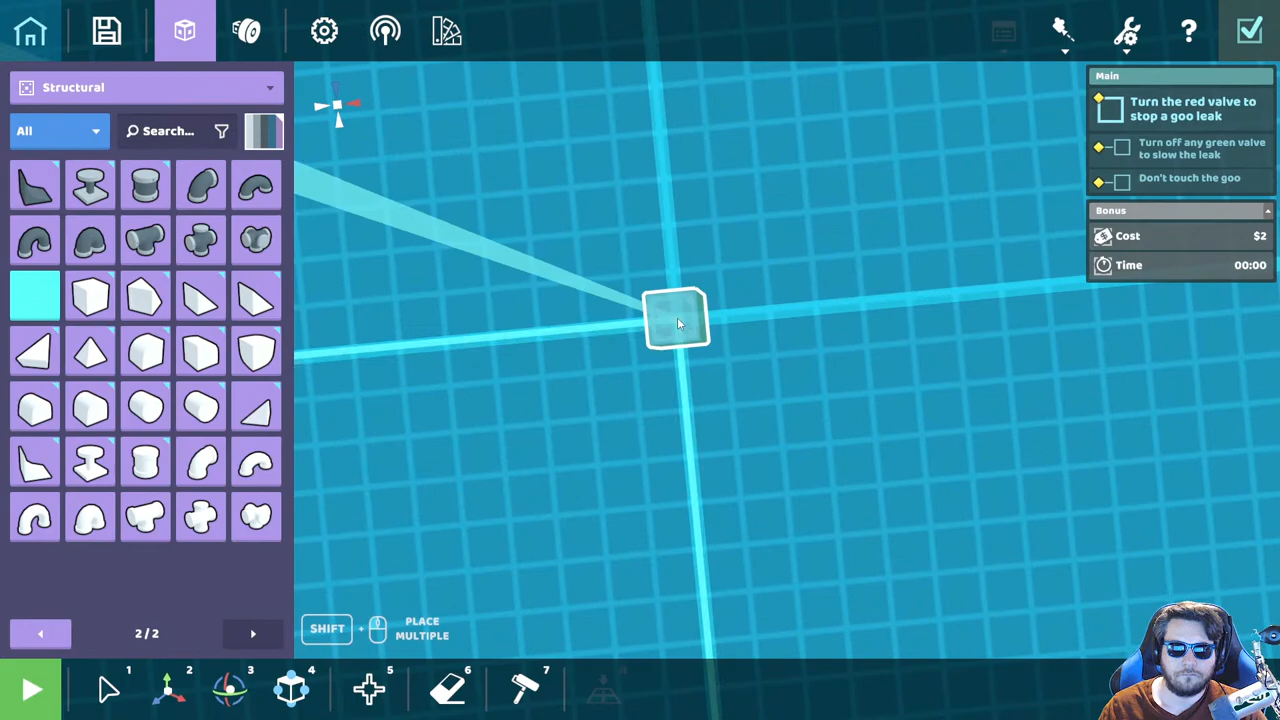 Structural
All
Search...
2/2
SHIFT
+
PLACE
MULTIPLE
Main
Turn the red valve to
stop a goo leak
Turn off any green valve
to slow the leak
Don't touch the goo
Bonus
Cost
$2
Time
00:00
1
2
3
4
5
6
7